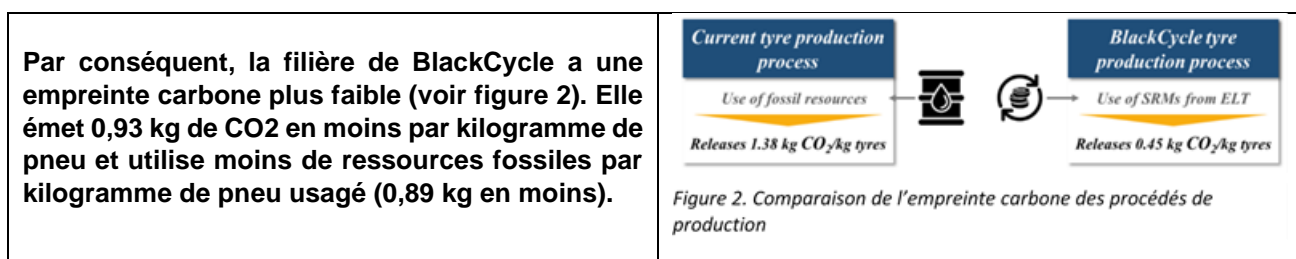 Par conséquent, la filière de BlackCycle a une
empreinte carbone plus faible (voir figure 2). Elle
émet 0,93 kg de CO2 en moins par kilogramme de
pneu et utilise moins de ressources fossiles par
kilogramme de pneu usagé (0,89 kg en moins).
Current tyre production
process
Use of fossil resources
Releases 1.38 kg CO₂/kg tyres
BlackCycle tyre
production process
Use of SRMs from ELT
Releases 0.45 kg CO₂/kg tyres
Figure 2. Comparaison de l'empreinte carbone des procédés de
production